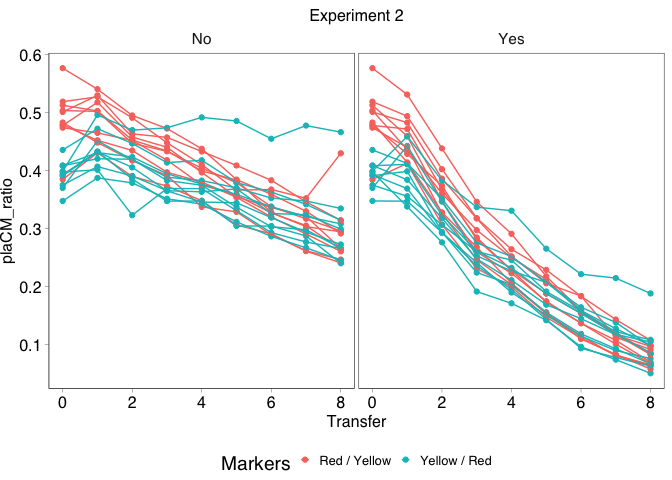 Experiment 2
No Yes
0.6
0.5
0.4
0.3
0.2
0.1
plaCM_ratio
0 2 4 6 8 0 2 4 6 8
Transfer
Markers Red / Yellow Yellow / Red